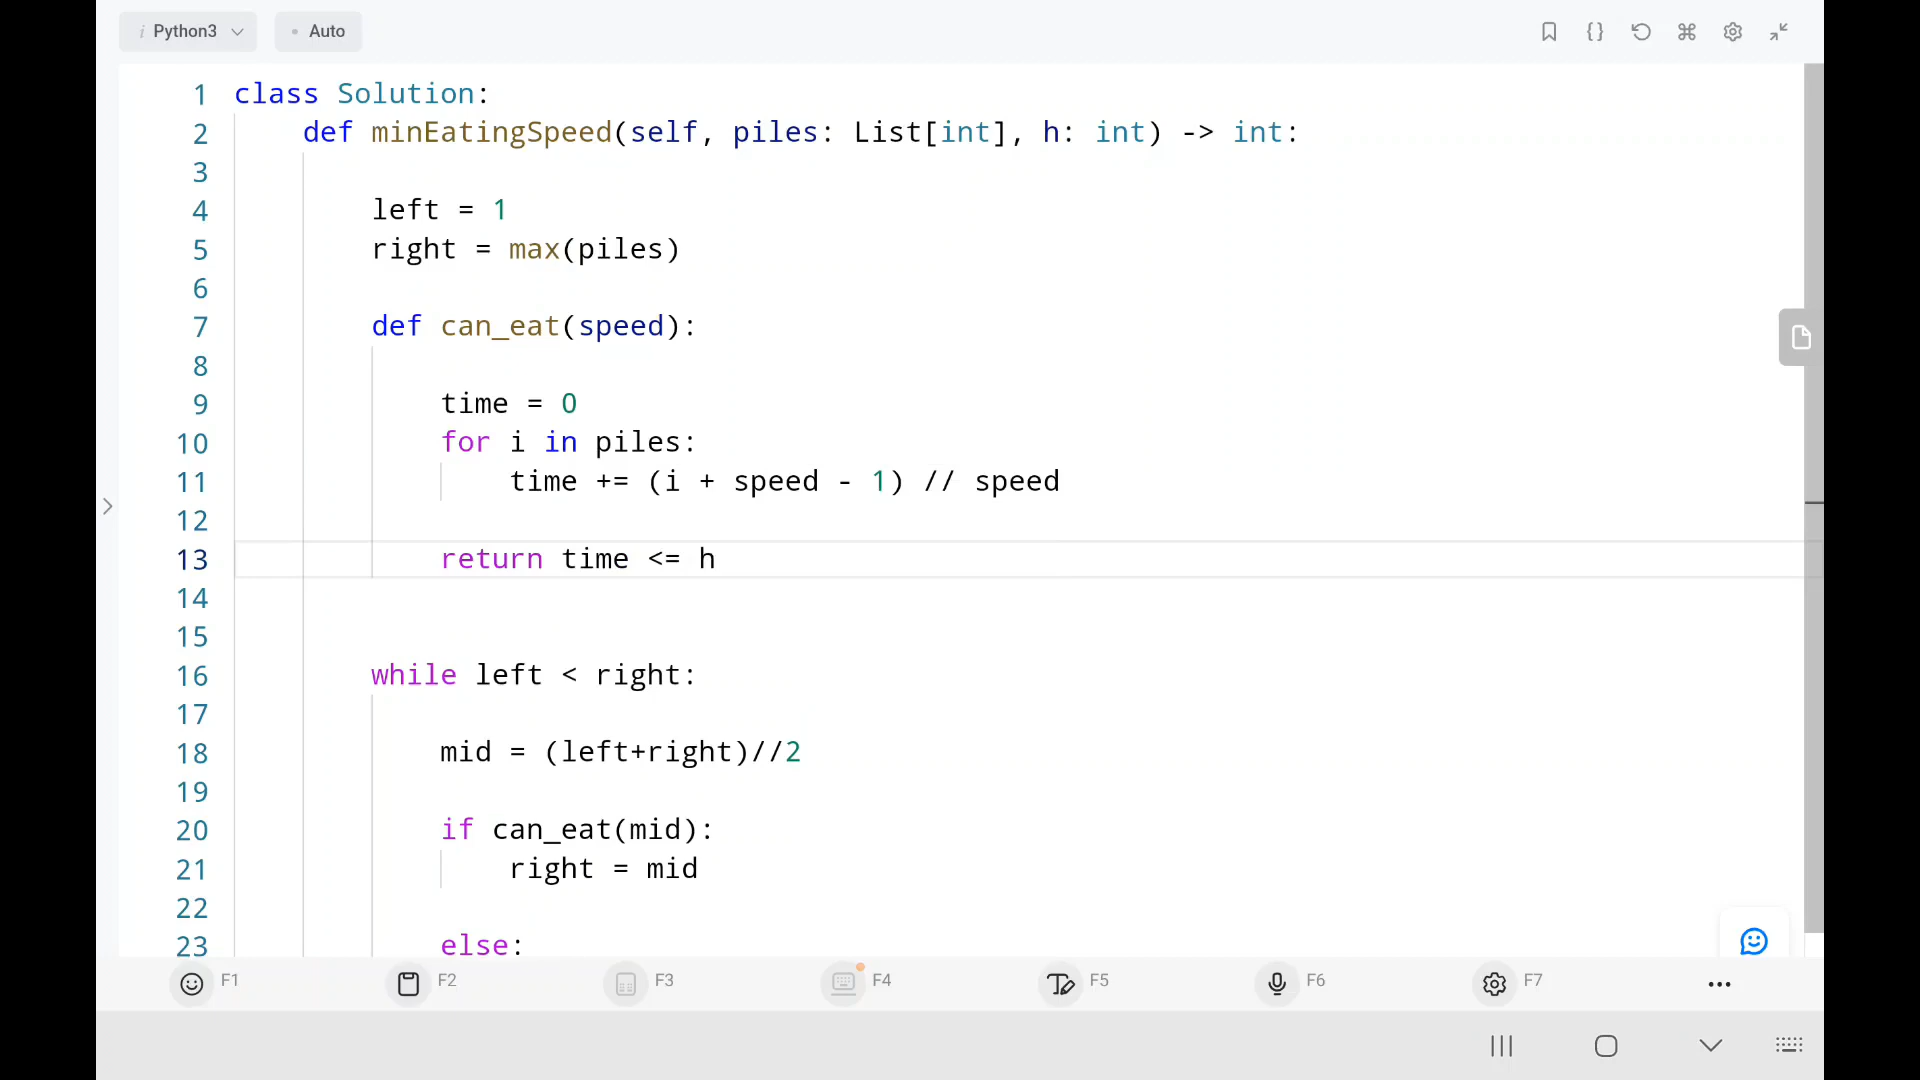 i Python3
Auto
1 class Solution:
2 def minEatingSpeed(self, piles: List[int], h: int) -> int:
3
4 left = 1
5 right = max(piles)
6
7 def can_eat(speed):
8
9 time = 0
10 for i in piles:
11 time += (i + speed - 1) // speed
12
13 return time <= h
14
15
16 while left < right:
17
18 mid = (left+right)//2
19
20 if can_eat(mid):
21 right = mid
22
23 else:
F1 F2 F3 F4 F5 F6 F7